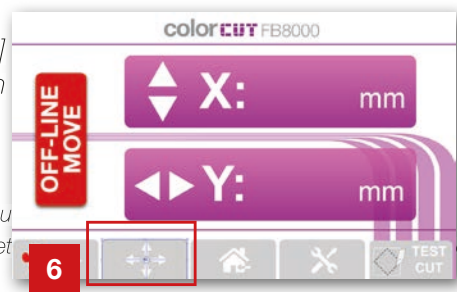 colorCUT FB8000
OFF-LINE
MOVE
X: mm
Y: mm
6
TEST
CUT